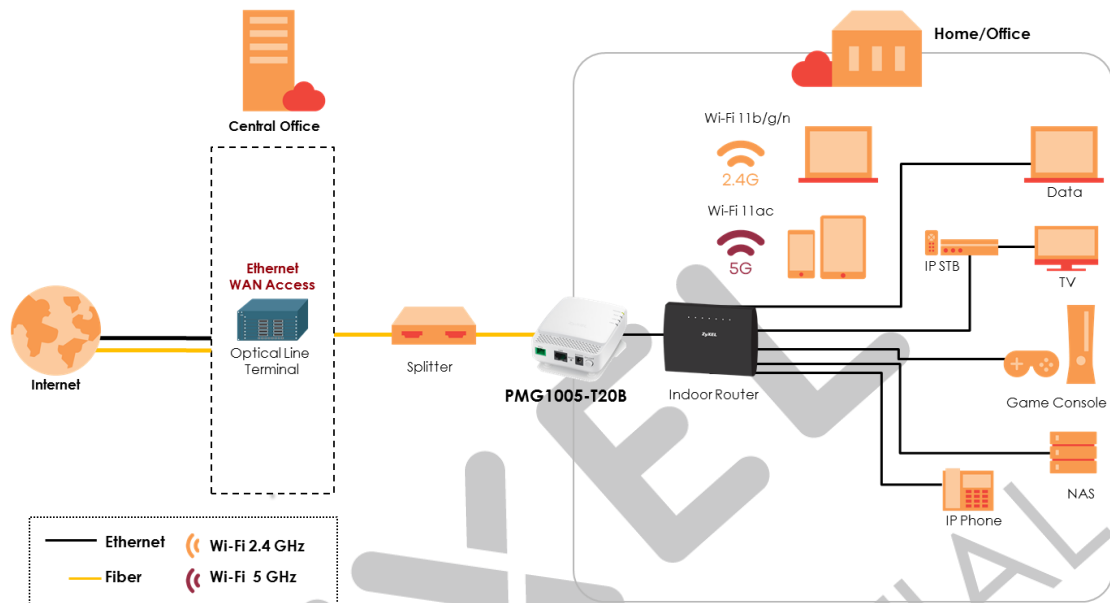 Home/Office
Central Office
Wi-Fi 11b/g/n
2.4G
Data
Wi-Fi 11ac
5G
IP STB
TV
Ethernet
WAN Access
Optical Line
Terminal
Internet
Splitter
PMG1005-T20B
ZyXEL
Indoor Router
Game Console
NAS
IP Phone
Ethernet
Wi-Fi 2.4 GHz
Fiber
Wi-Fi 5 GHz